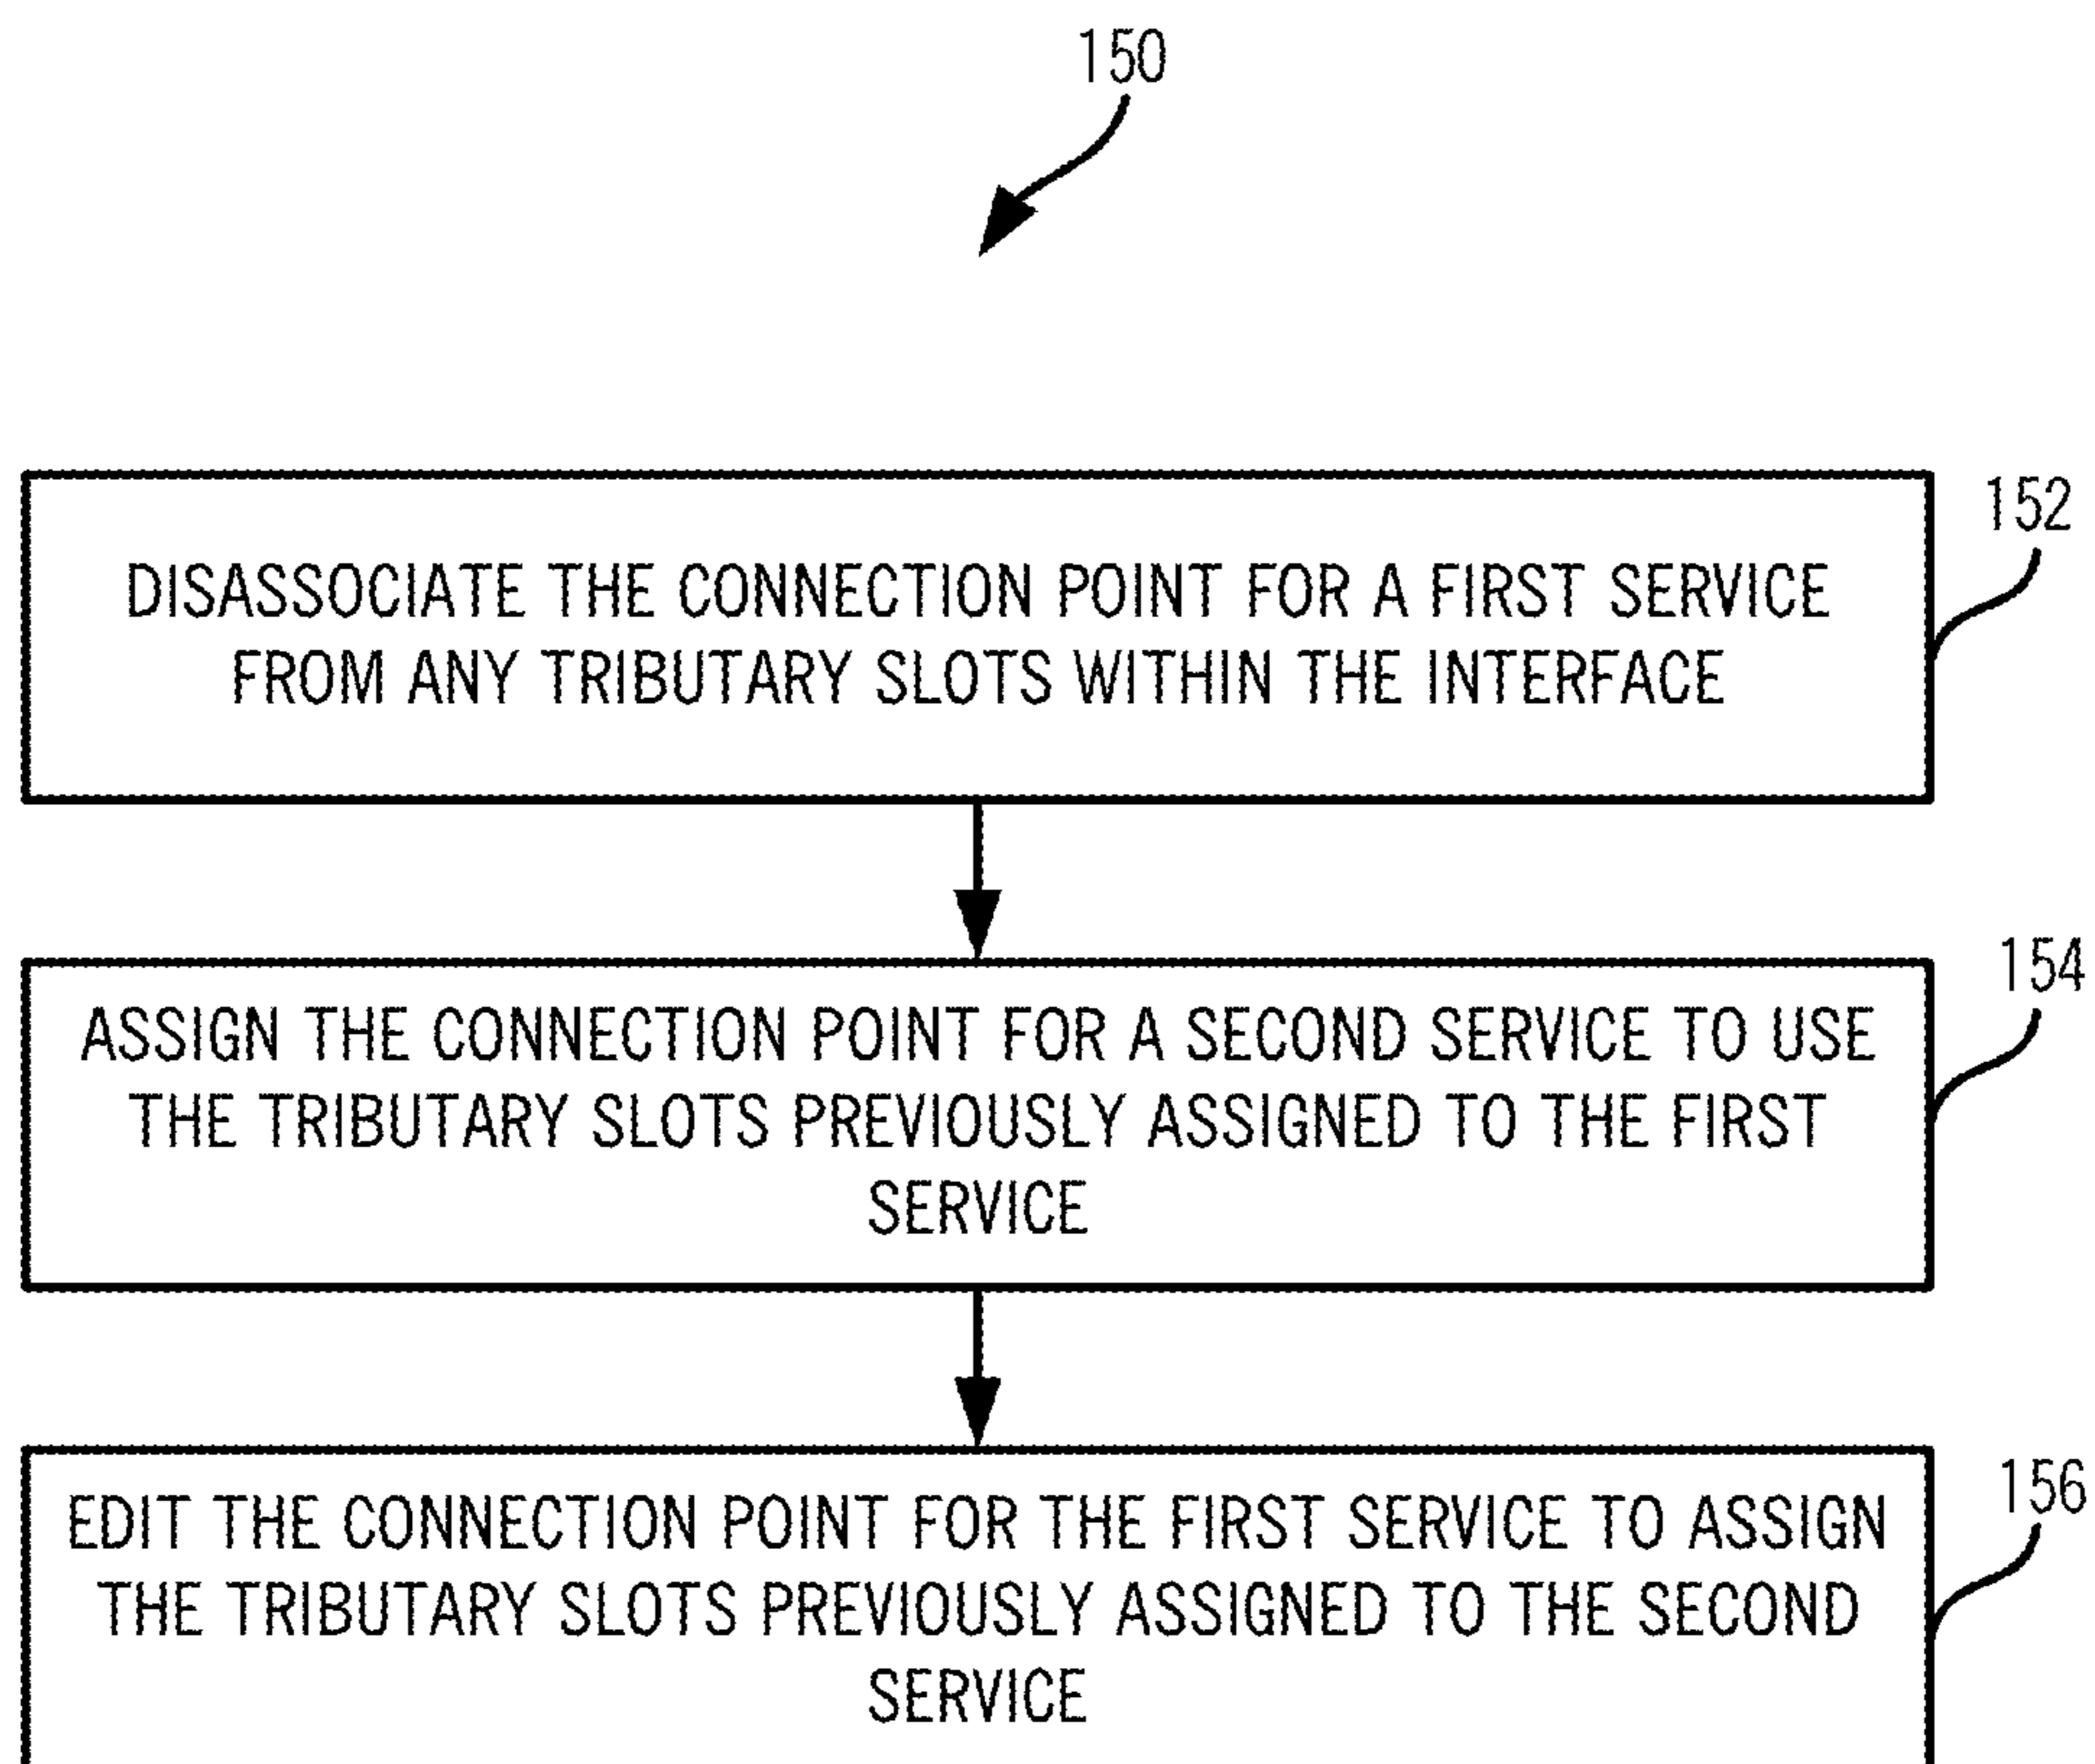 150
152
DISASSOCIATE THE CONNECTION POINT FOR A FIRST SERVICE
FROM ANY TRIBUTARY SLOTS WITHIN THE INTERFACE
154
ASSIGN THE CONNECTION POINT FOR A SECOND SERVICE TO USE
THE TRIBUTARY SLOTS PREVIOUSLY ASSIGNED TO THE FIRST
SERVICE
156
EDIT THE CONNECTION POINT FOR THE FIRST SERVICE TO ASSIGN
THE TRIBUTARY SLOTS PREVIOUSLY ASSIGNED TO THE SECOND
SERVICE